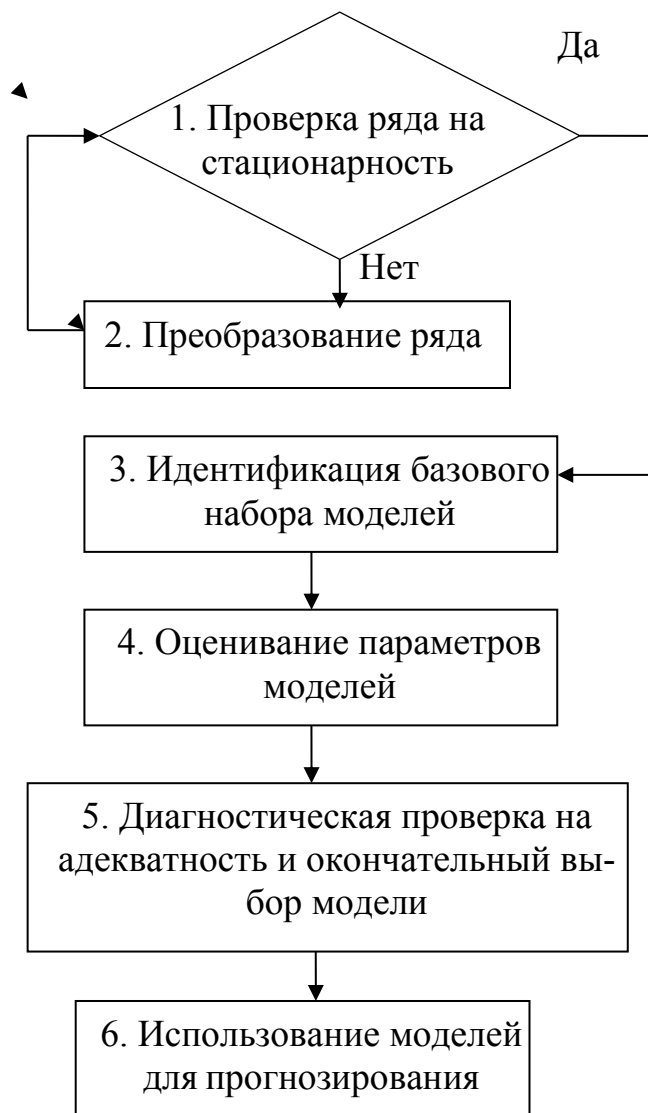 Да
1. Проверка ряда на
стационарность
Нет
2. Преобразование ряда
3. Идентификация базового
набора моделей
4. Оценивание параметров
моделей
5. Диагностическая проверка на
адекватность и окончательный вы-
бор модели
6. Использование моделей
для прогнозирования